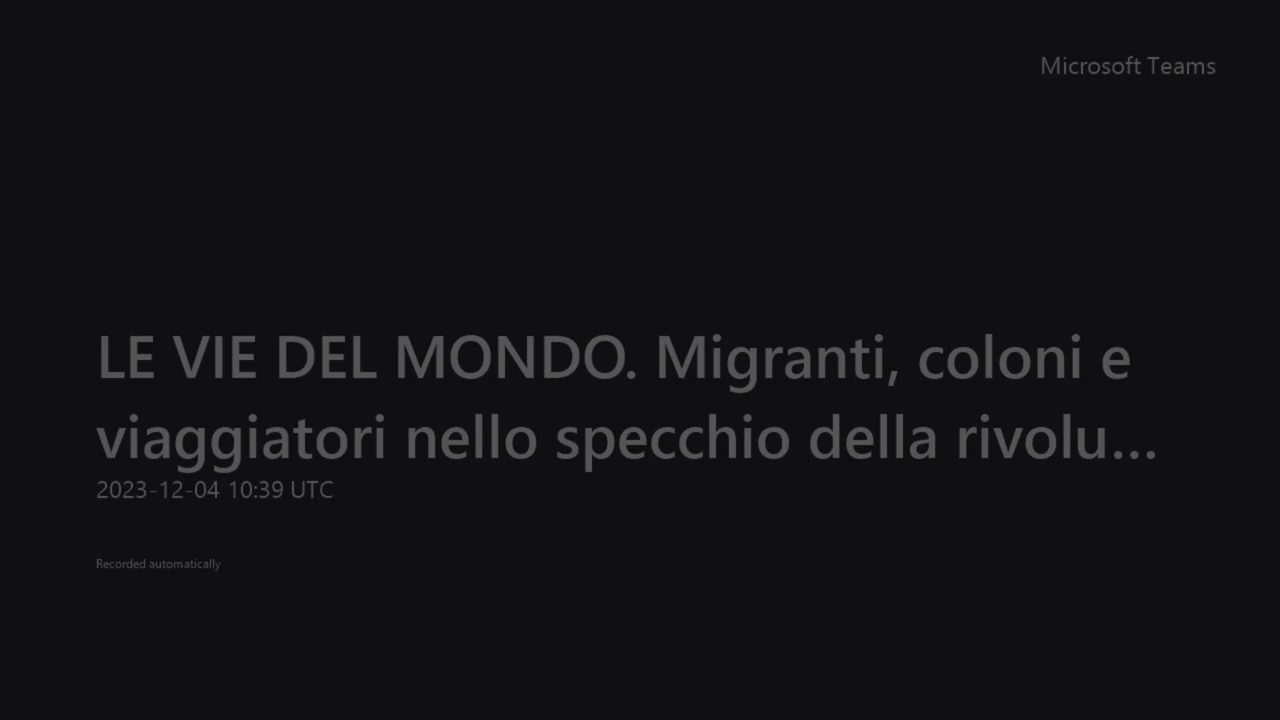 Microsoft Teams
LE VIE DEL MONDO. Migranti, coloni e
viaggiatori nello specchio della rivolu...
2023-12-04 10:39 UTC
Recorded automatically